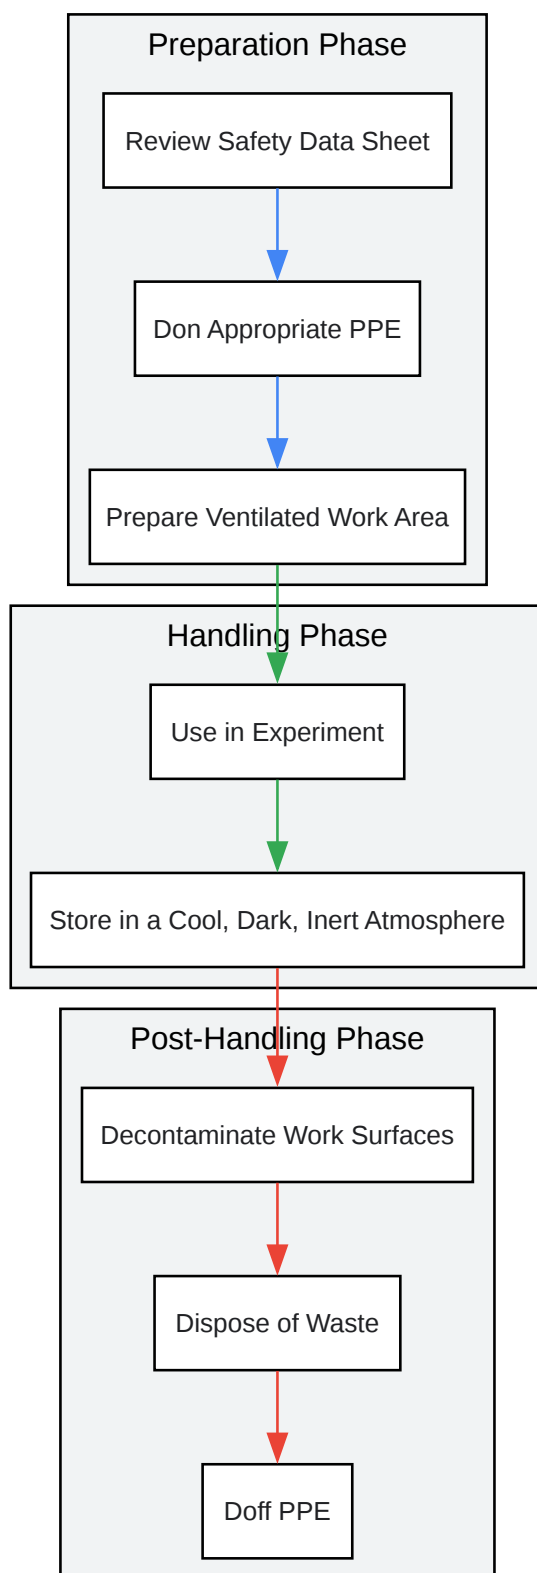 Preparation Phase
Review Safety Data Sheet
Don Appropriate PPE
Prepare Ventilated Work Area
Handling Phase
Use in Experiment
Store in a Cool, Dark, Inert Atmosphere
Post-Handling Phase
Decontaminate Work Surfaces
Dispose of Waste
Doff PPE